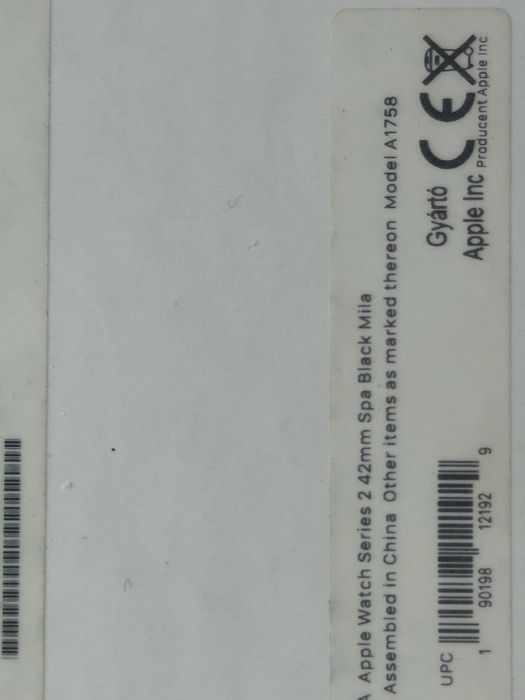 A Apple Watch Series 2 42mm Spa Black Mila
Assembled in China Other items as marked thereon Model A1758
Gyártó
Apple Inc
Producent Apple Inc
UPC
1 90198 12192 9